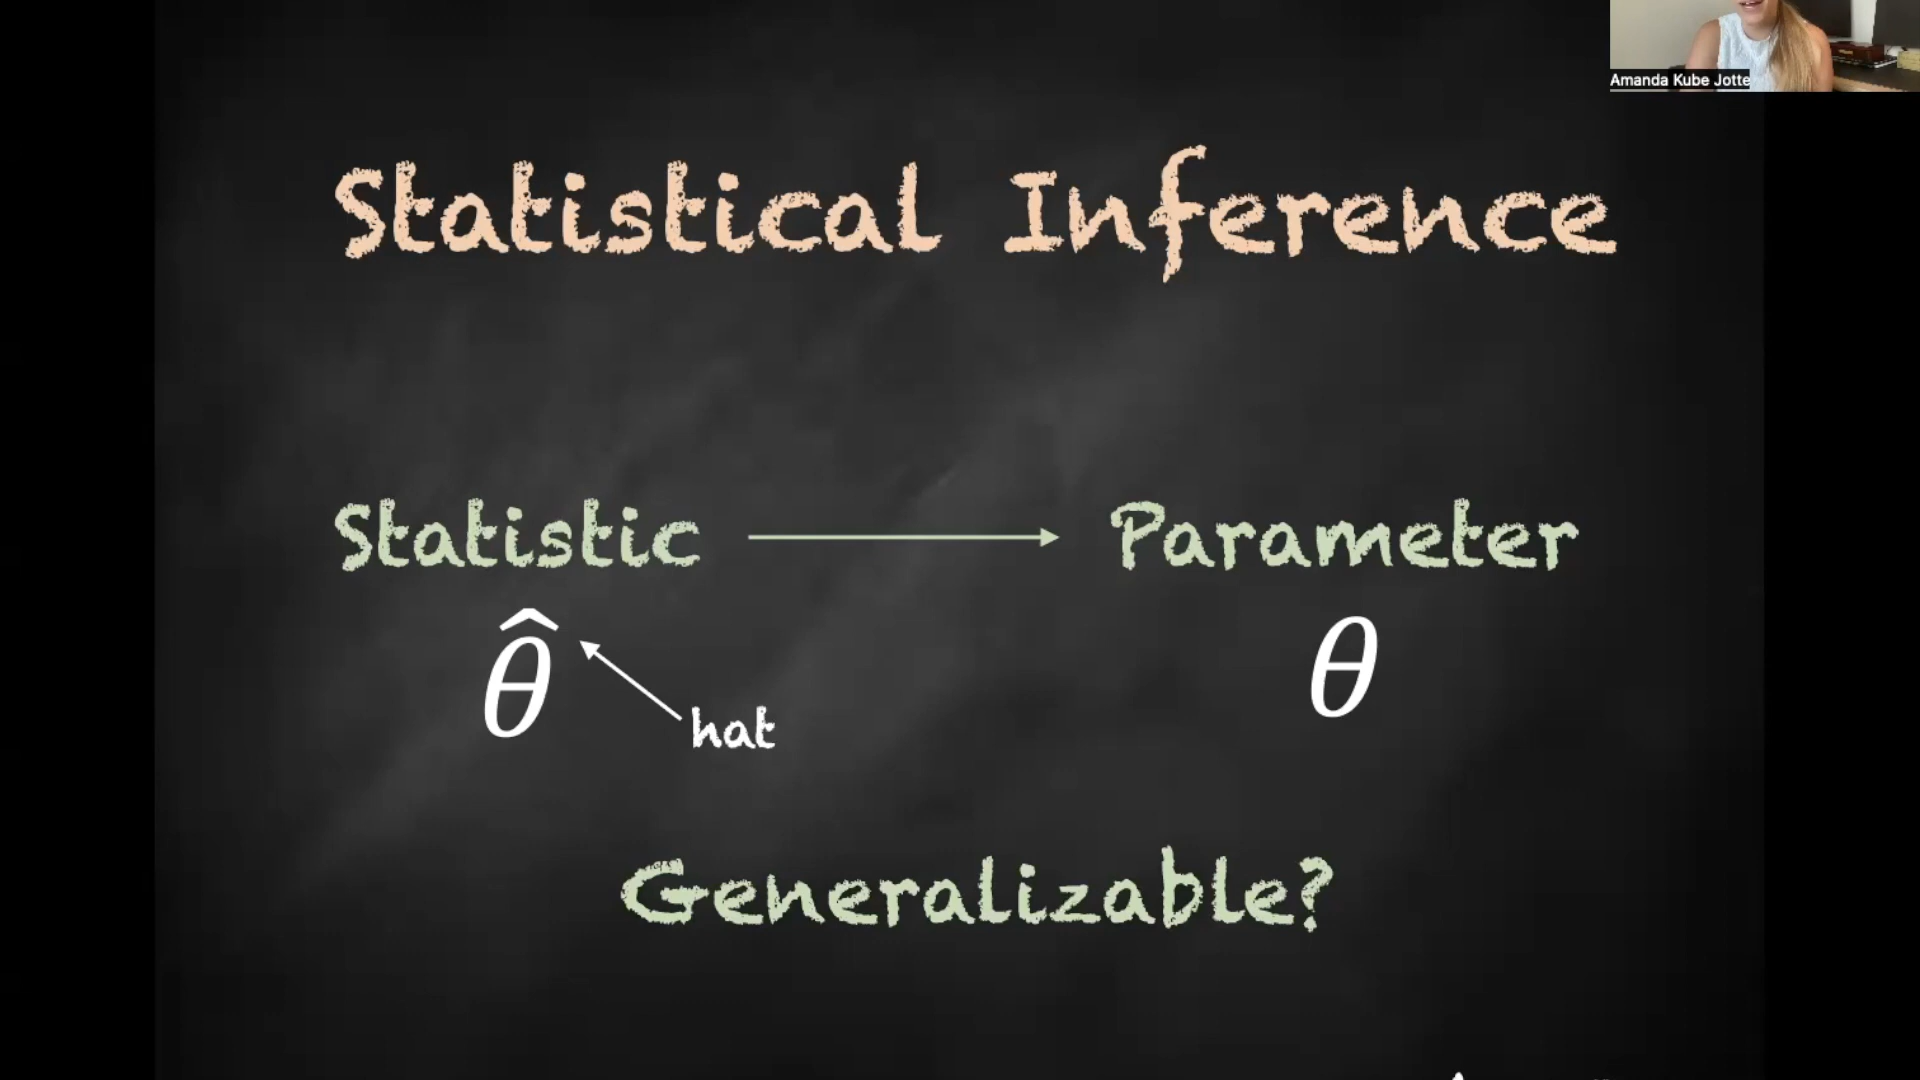 Amanda Kube Jotte
Statistical Inference
Statistic → Parameter
θ̂ θ
hat
Generalizable?